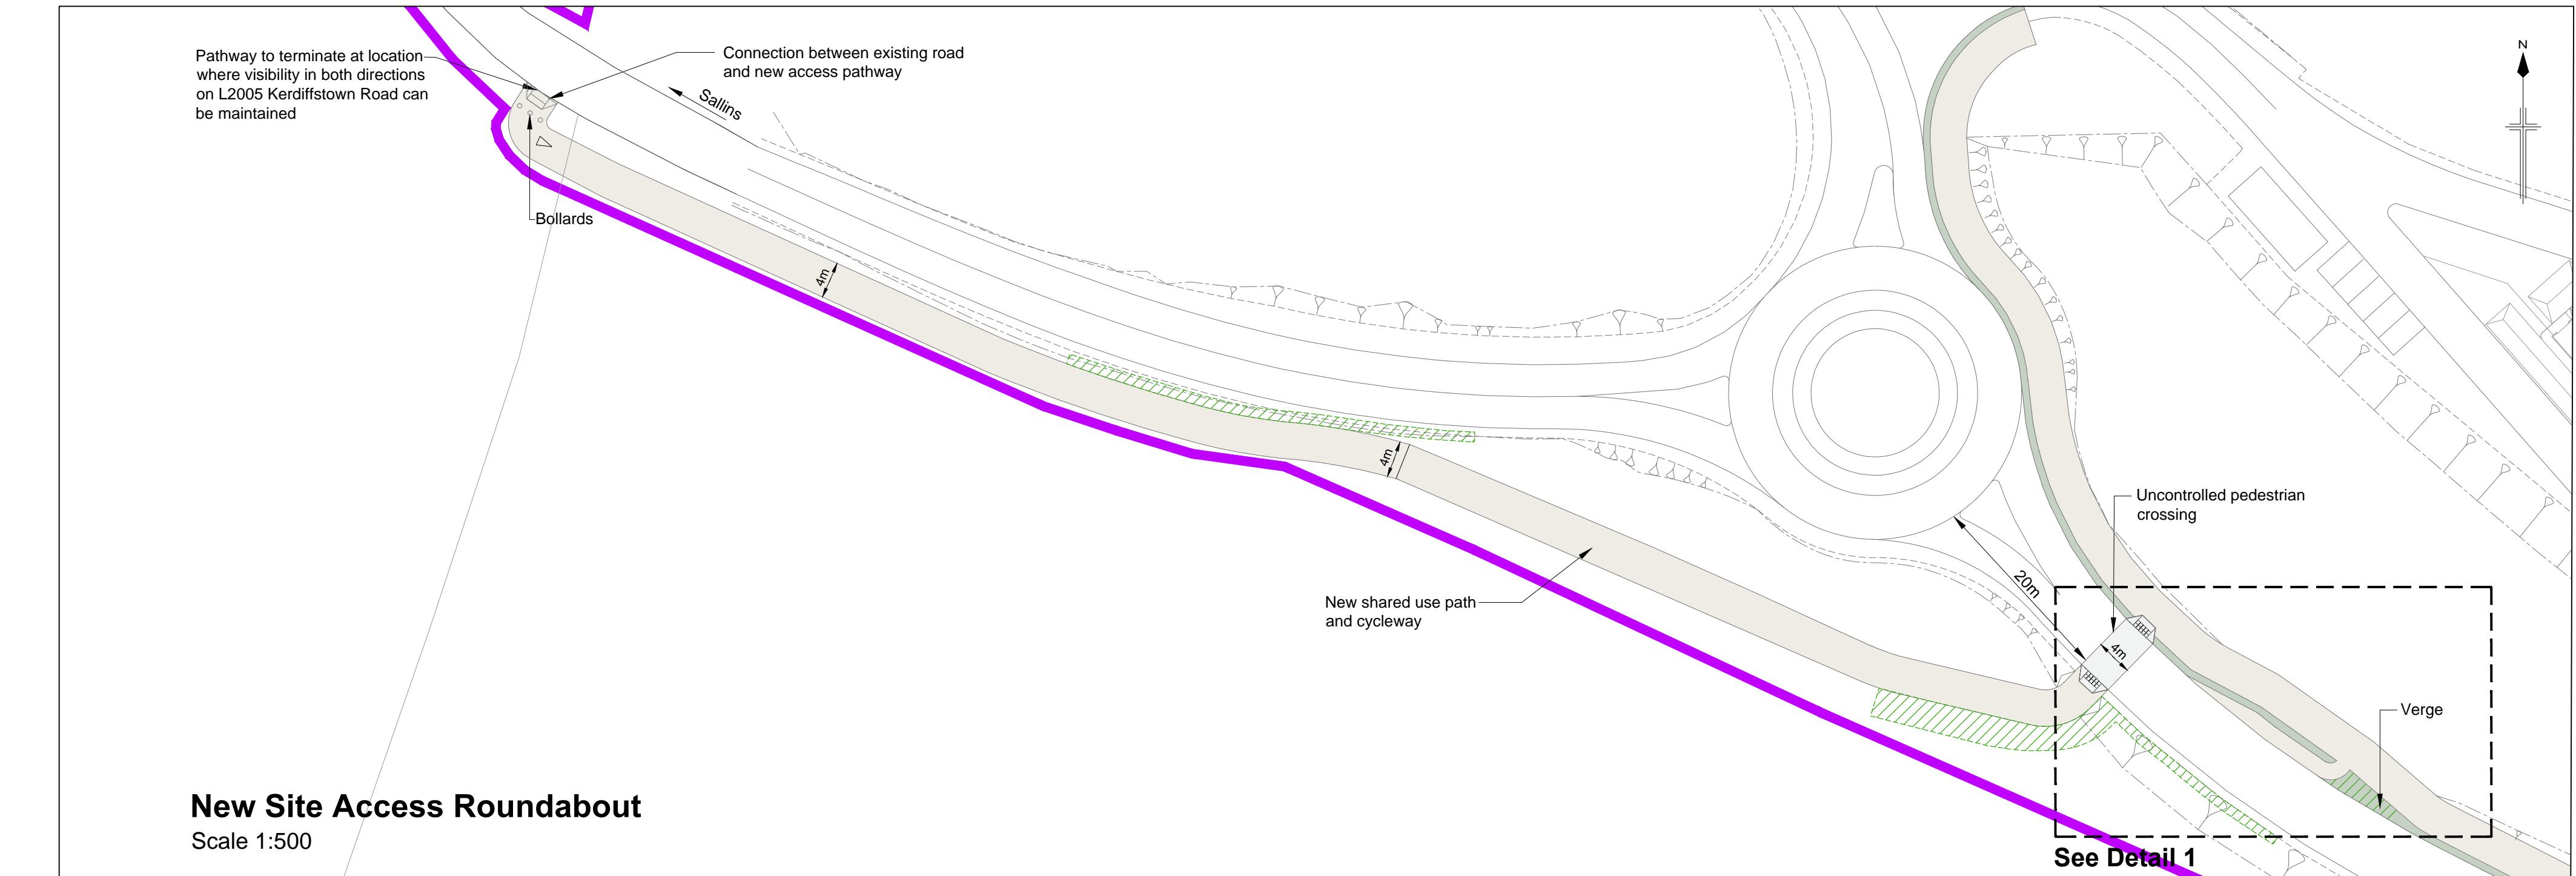 Pathway to terminate at location
where visibility in both directions
on L2005 Kerdiffstown Road can
be maintained
Connection between existing road
and new access pathway
Sallins
N
Bollards
4m
4m
Uncontrolled pedestrian
crossing
New shared use path
and cycleway
20m
4m
Verge
New Site Access Roundabout
Scale 1:500
See Detail 1